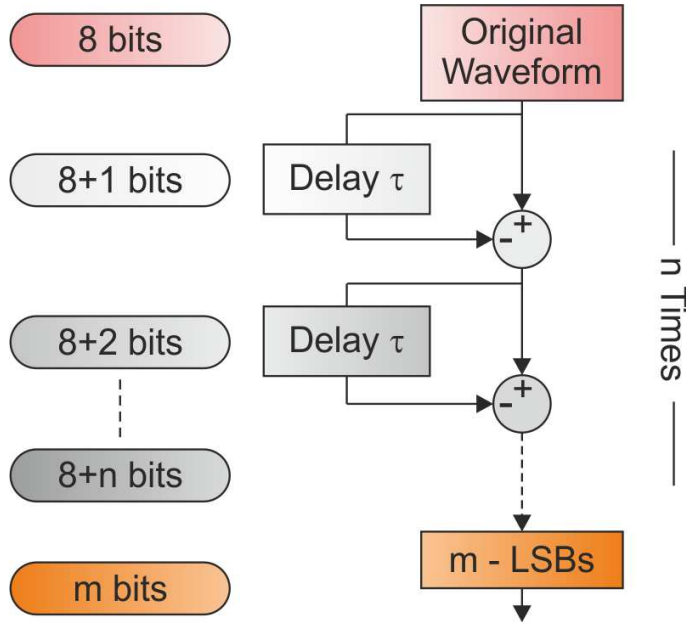 8 bits
Original
Waveform
8+1 bits
Delay τ
- +
8+2 bits
Delay τ
- +
n Times
8+n bits
m - LSBs
m bits